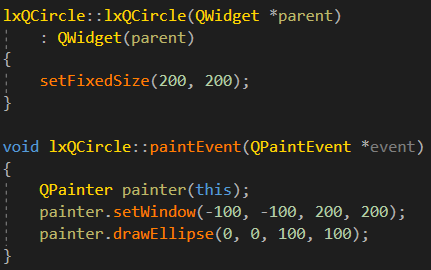 lxQCircle::lxQCircle(QWidget *parent)
    : QWidget(parent)
{
    setFixedSize(200, 200);
}

void lxQCircle::paintEvent(QPaintEvent *event)
{
    QPainter painter(this);
    painter.setWindow(-100, -100, 200, 200);
    painter.drawEllipse(0, 0, 100, 100);
}